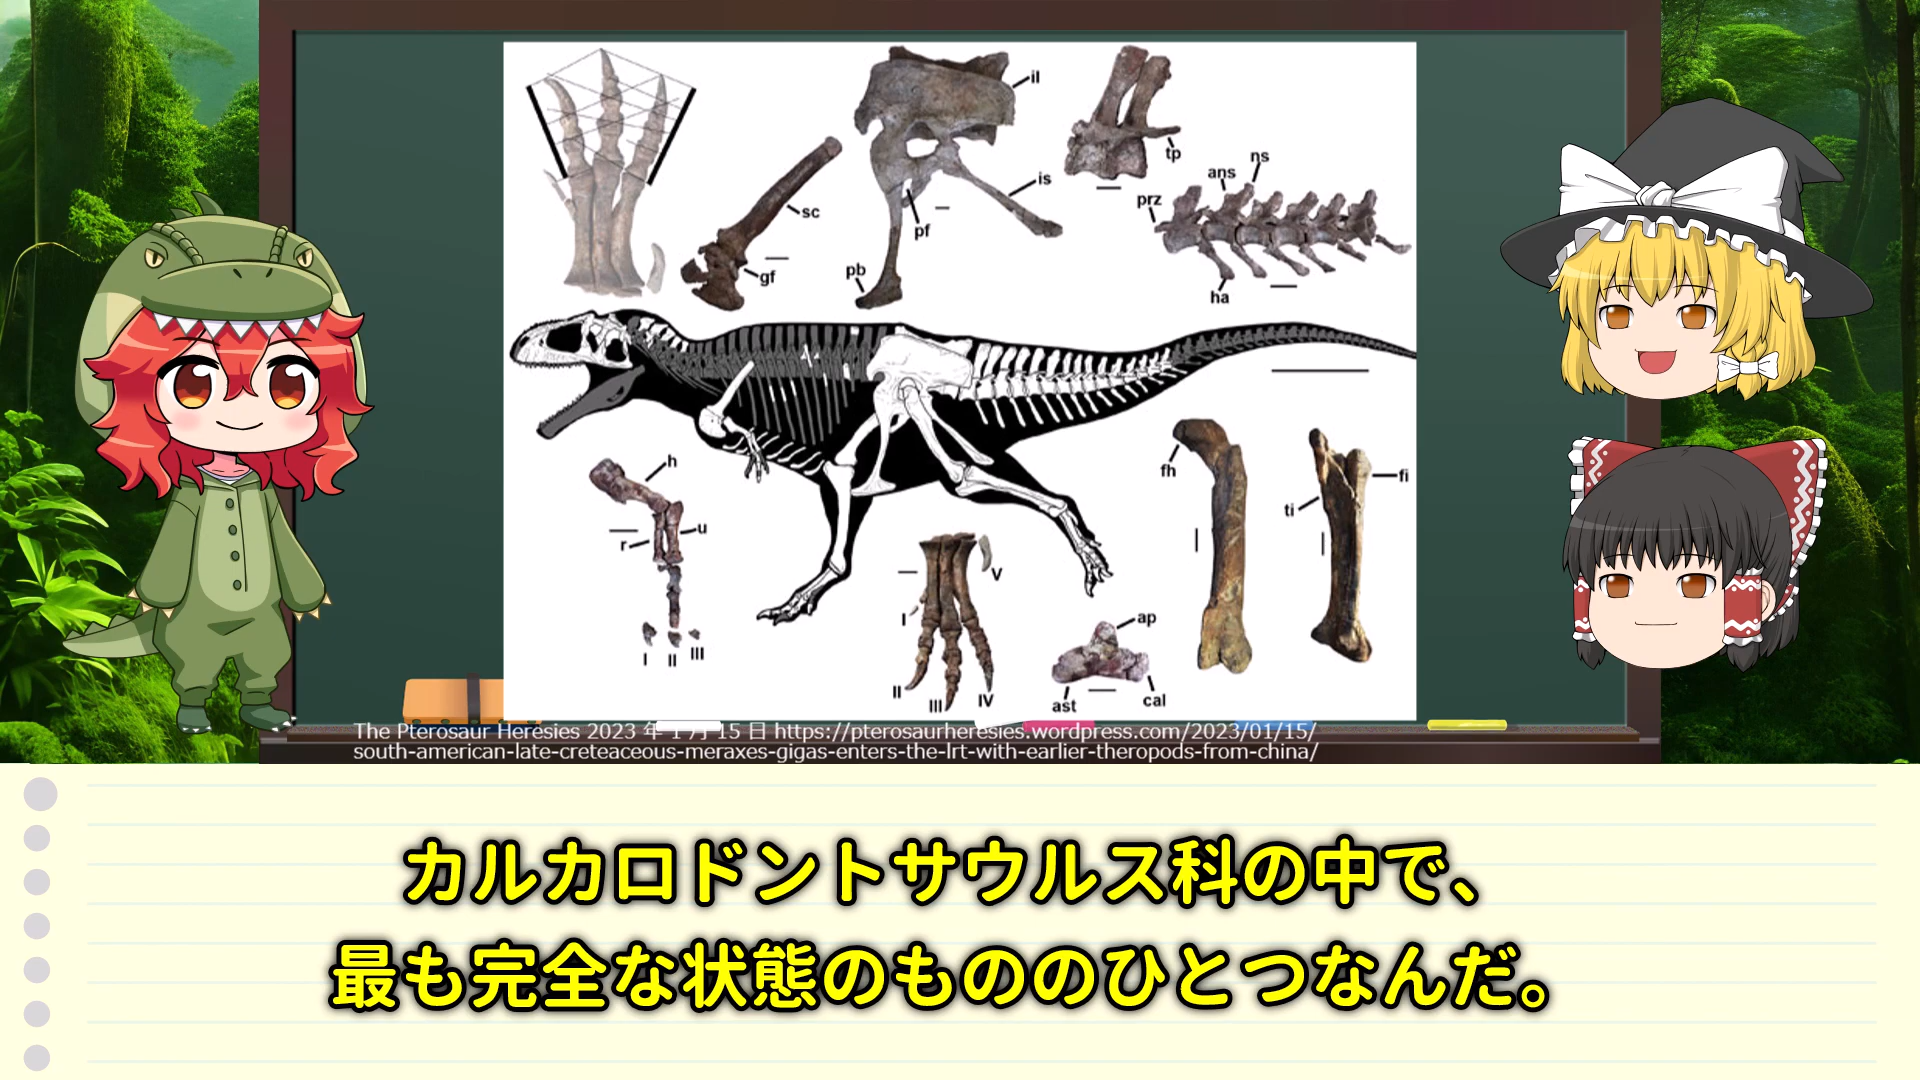 il
tp
ns
ans
prz
is
sc
pf
gf
pb
ha
h
fh
fi
ti
u
r
V
I
ap
I II III
II
III
IV
ast
cal
The Pterosaur Heresies 2023 年 1 月 15 日 https://pterosaurheresies.wordpress.com/2023/01/15/
south-american-late-creteaceous-meraxes-gigas-enters-the-lrt-with-earlier-theropods-from-china/
カルカロドントサウルス科の中で、
最も完全な状態のもののひとつなんだ。